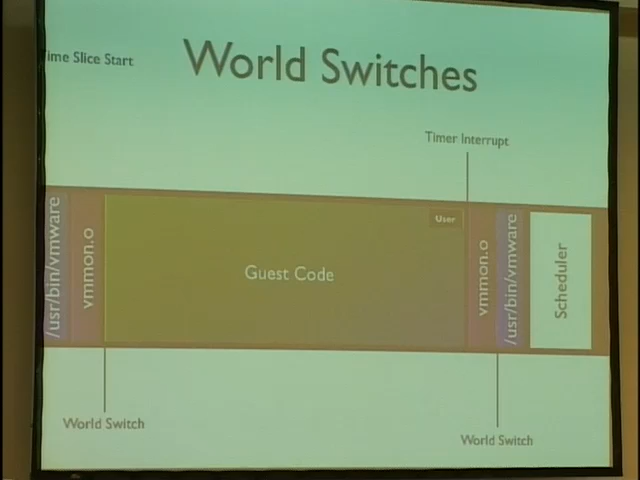 ime Slice Start
World Switches
Timer Interrupt
/usr/bin/vmware
vmmon.o
Guest Code
User
vmmon.o
/usr/bin/vmware
Scheduler
World Switch
World Switch